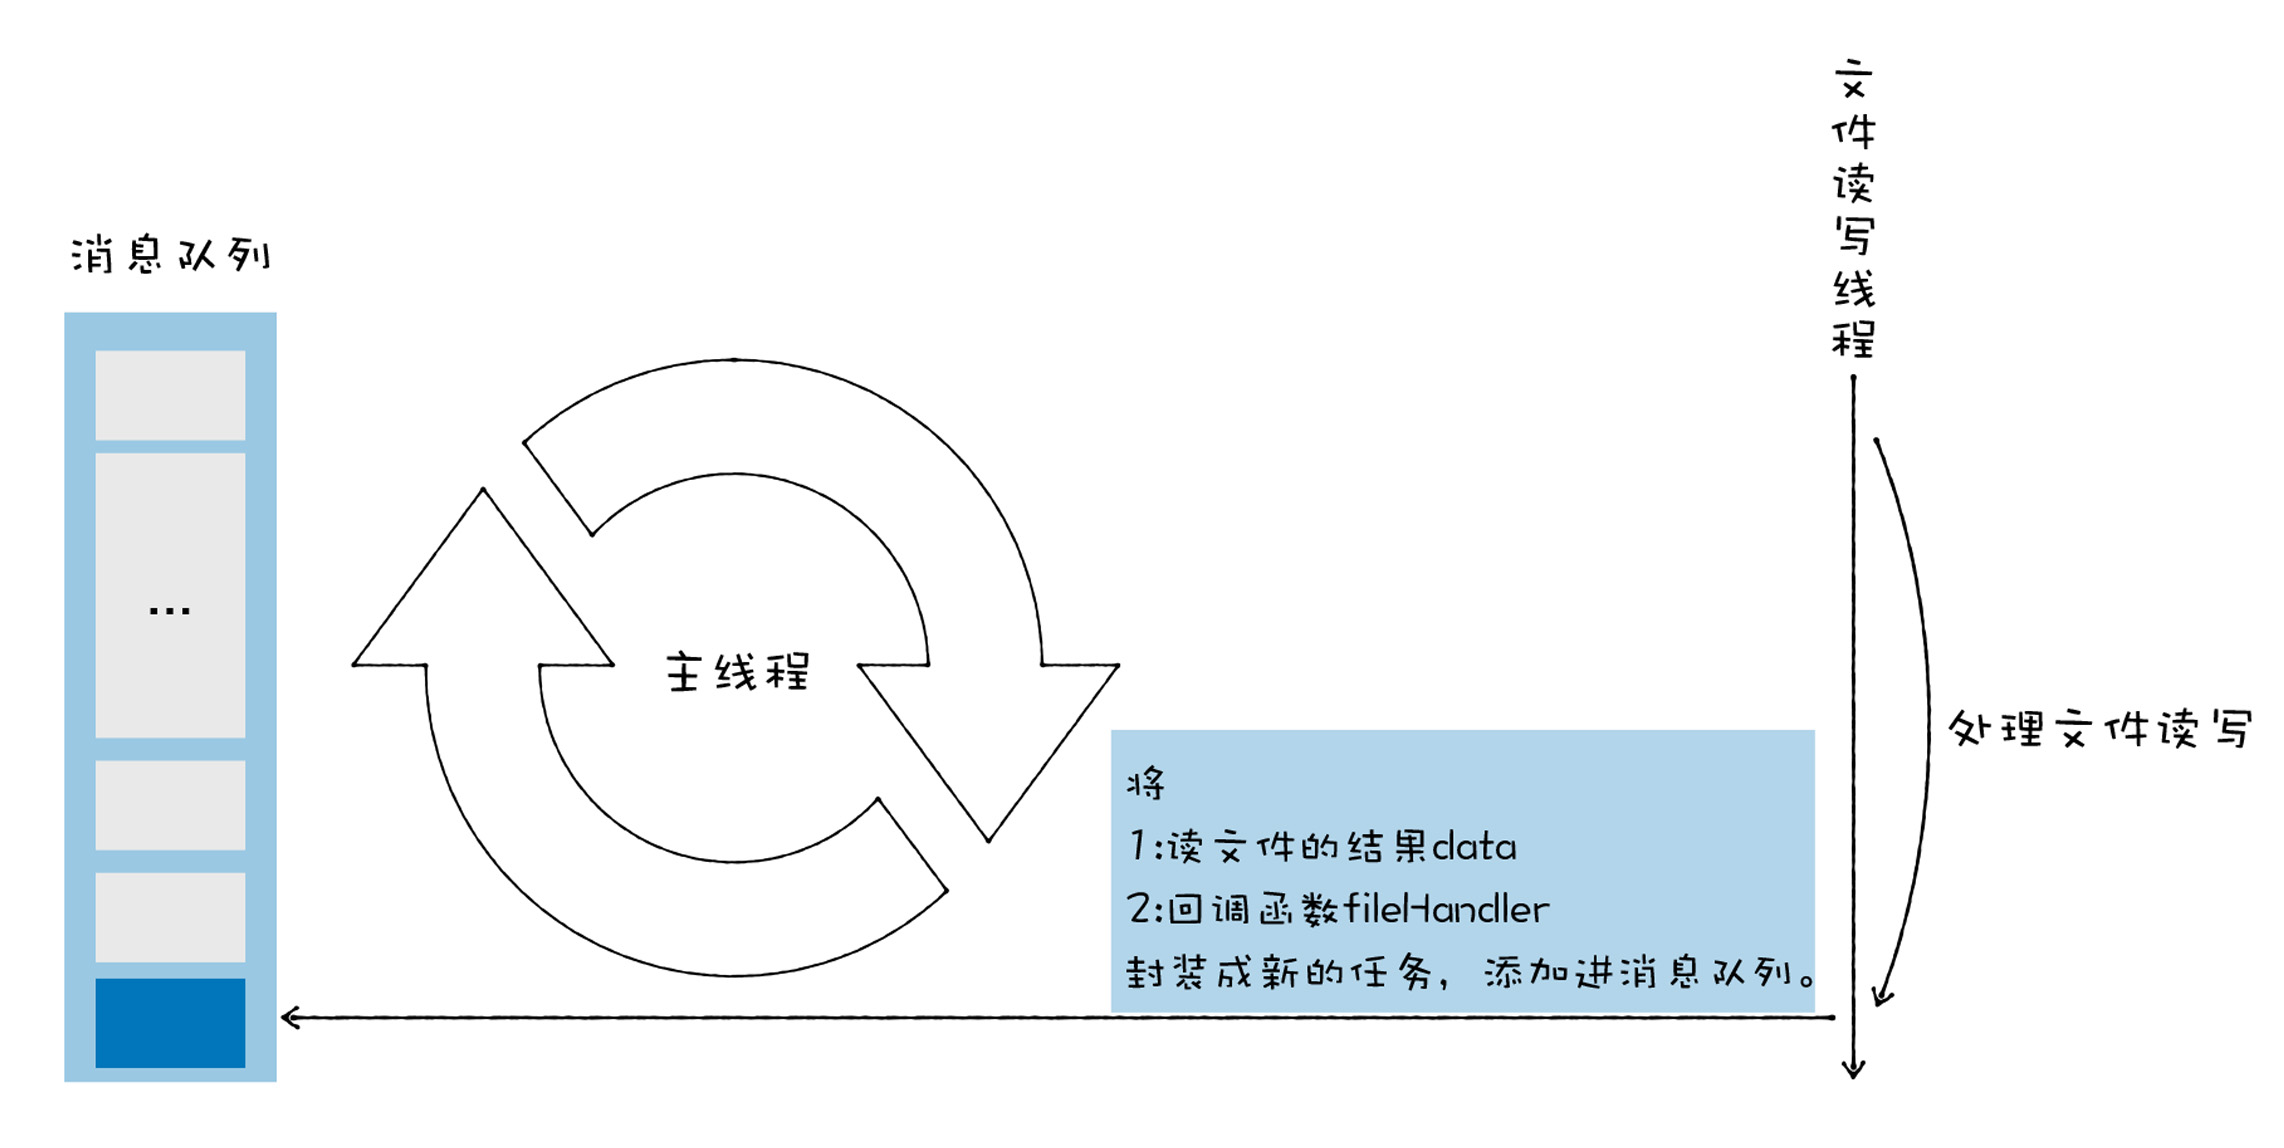 文件读写线程
消息队列
...
主线程
处理文件读写
将
1:读文件的结果data
2:回调函数fileHandler
封装成新的任务，添加进消息队列。